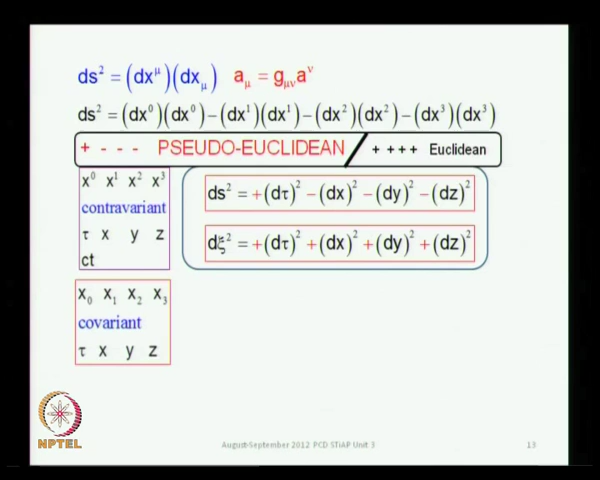 ds² = (dx^μ)(dx_μ) a_μ = g_μν a^ν
ds² = (dx⁰)(dx⁰) − (dx¹)(dx¹) − (dx²)(dx²) − (dx³)(dx³)
+ - - - PSEUDO-EUCLIDEAN / + + + + Euclidean
x⁰ x¹ x² x³
contravariant
τ x y z
ct
ds² = +(dτ)² − (dx)² − (dy)² − (dz)²
dξ² = +(dτ)² + (dx)² + (dy)² + (dz)²
x₀ x₁ x₂ x₃
covariant
τ x y z
NPTEL
August-September 2012 PCD STiAP Unit 3
13